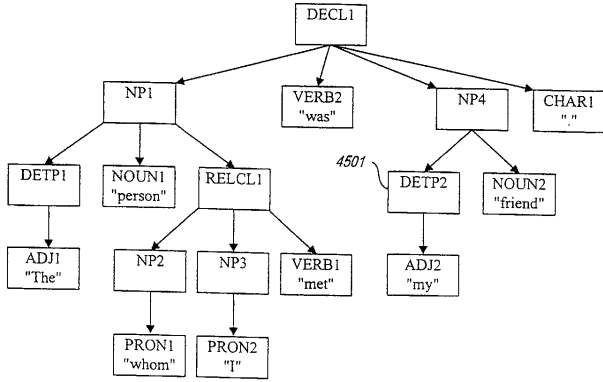 DECL1
NP1
VERB2
"was"
NP4
CHAR1
"."
4501
DETP1
NOUN1
"person"
RELCL1
DETP2
NOUN2
"friend"
ADJ1
"The"
NP2
NP3
VERB1
"met"
ADJ2
"my"
PRON1
"whom"
PRON2
"I"